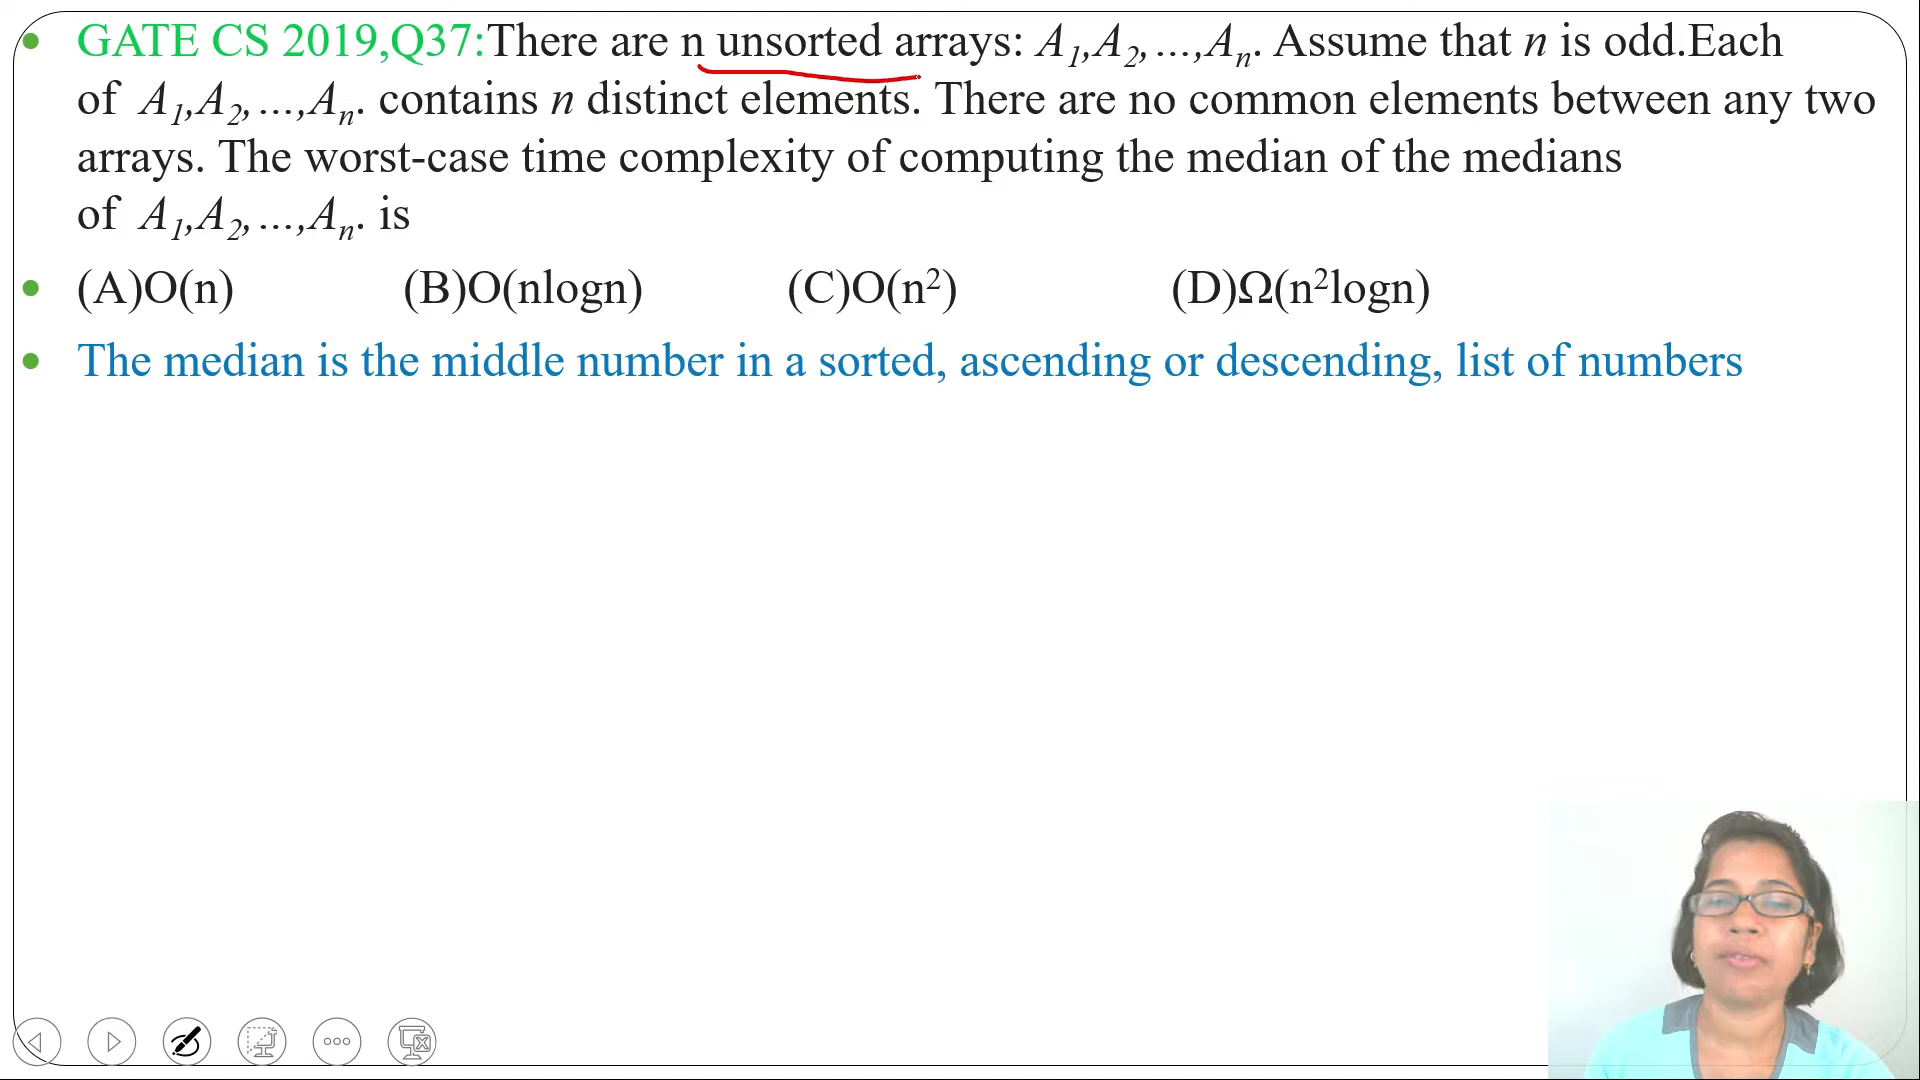 GATE CS 2019,Q37:There are n unsorted arrays: A₁,A₂,...,Aₙ. Assume that n is odd.Each
of A₁,A₂,...,Aₙ. contains n distinct elements. There are no common elements between any two
arrays. The worst-case time complexity of computing the median of the medians
of A₁,A₂,...,Aₙ. is
(A)O(n) (B)O(nlogn) (C)O(n²) (D)Ω(n²logn)
The median is the middle number in a sorted, ascending or descending, list of numbers